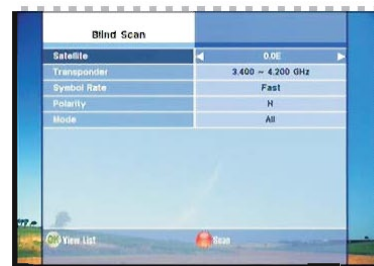 Blind Scan
Satellite 0.0E
Transponder 3.400 ~ 4.200 GHz
Symbol Rate Fast
Polarity H
Mode All
OK View List Scan